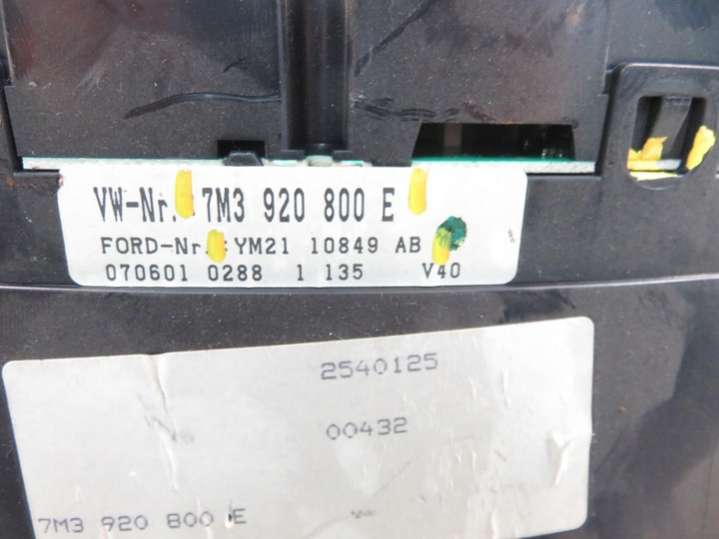 VW-Nr.: 7M3 920 800 E
FORD-Nr.: YM21 10849 AB
070601 0288 1 135 V40
2540125
00432
7M3 920 800 E